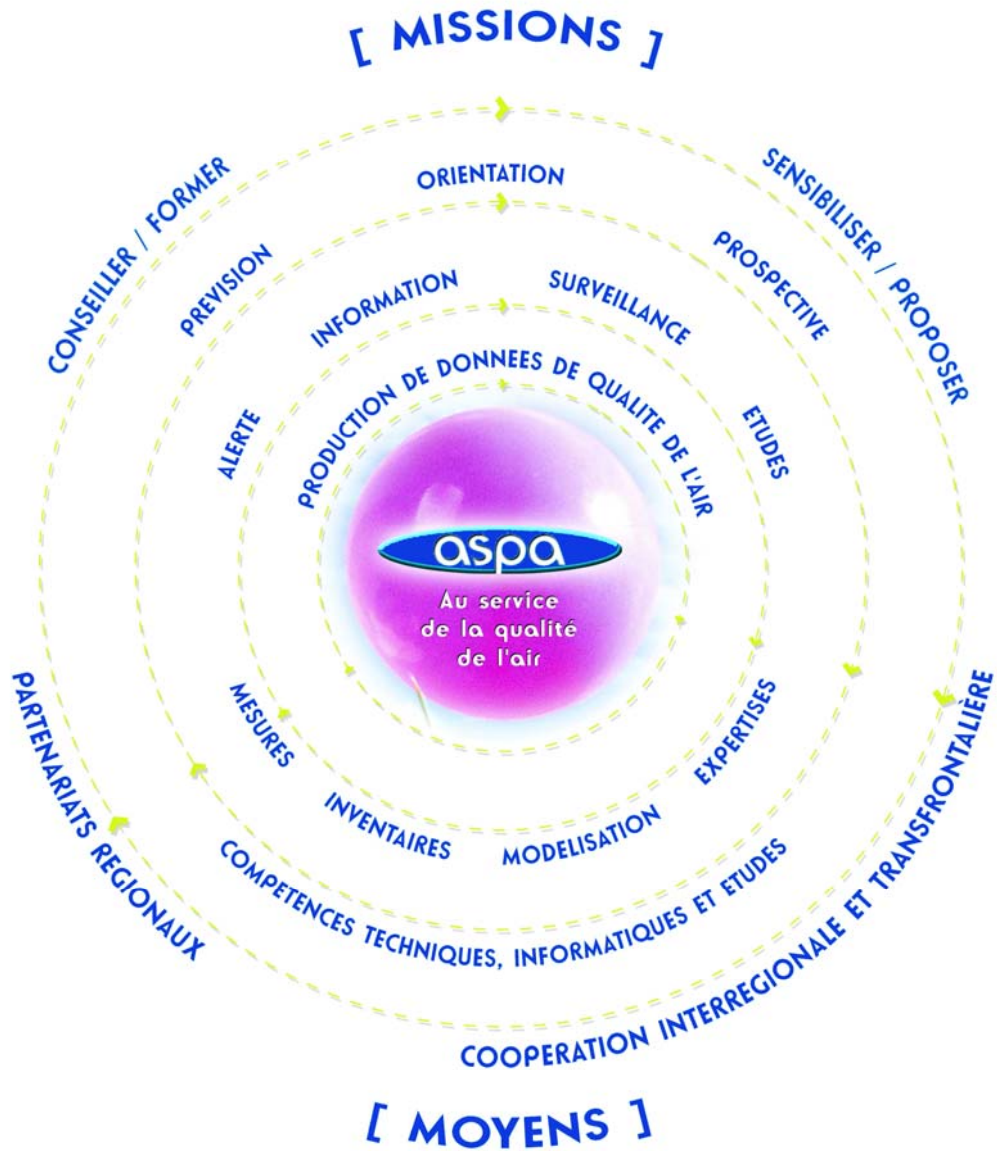 [ MISSIONS ]
CONSEILLER / FORMER
SENSIBILISER / PROPOSER
ORIENTATION
PREVISION
PROSPECTIVE
INFORMATION
SURVEILLANCE
ALERTE
ETUDES
PRODUCTION DE DONNEES DE QUALITE DE L'AIR
aspa
Au service
de la qualité
de l'air
MESURES
EXPERTISES
INVENTAIRES
MODELISATION
COMPETENCES TECHNIQUES, INFORMATIQUES ET ETUDES
PARTENARIATS REGIONAUX
COOPERATION INTERREGIONALE ET TRANSFRONTALIÈRE
[ MOYENS ]